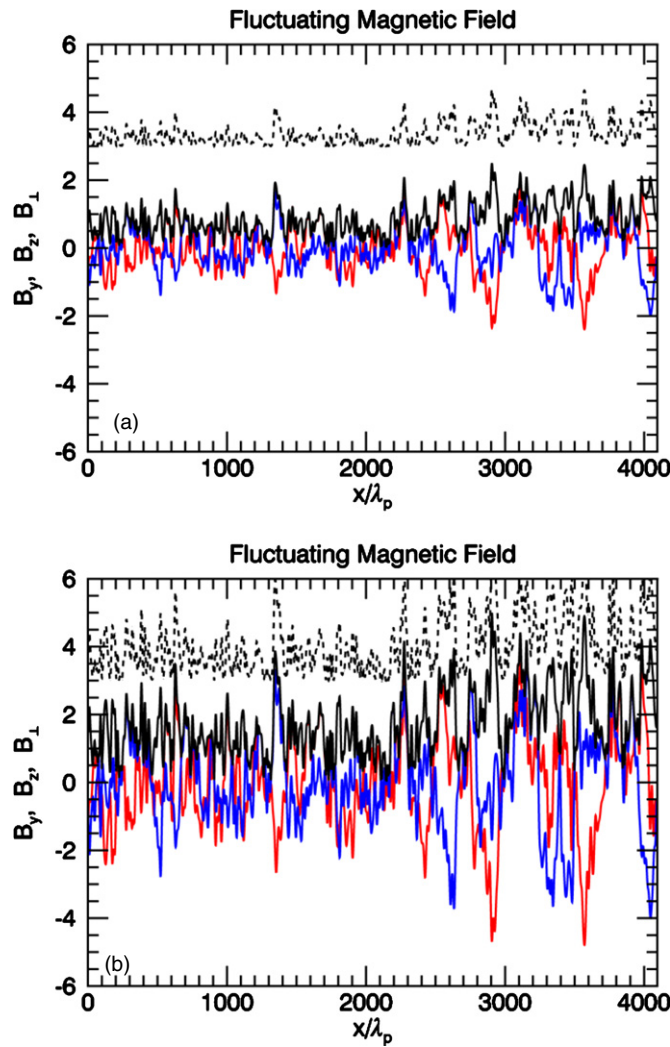 Fluctuating Magnetic Field
6
4
2
0
-2
-4
-6
B_y, B_z, B_⊥
(a)
0 1000 2000 3000 4000
x/λ_p
Fluctuating Magnetic Field
6
4
2
0
-2
-4
-6
B_y, B_z, B_⊥
(b)
0 1000 2000 3000 4000
x/λ_p